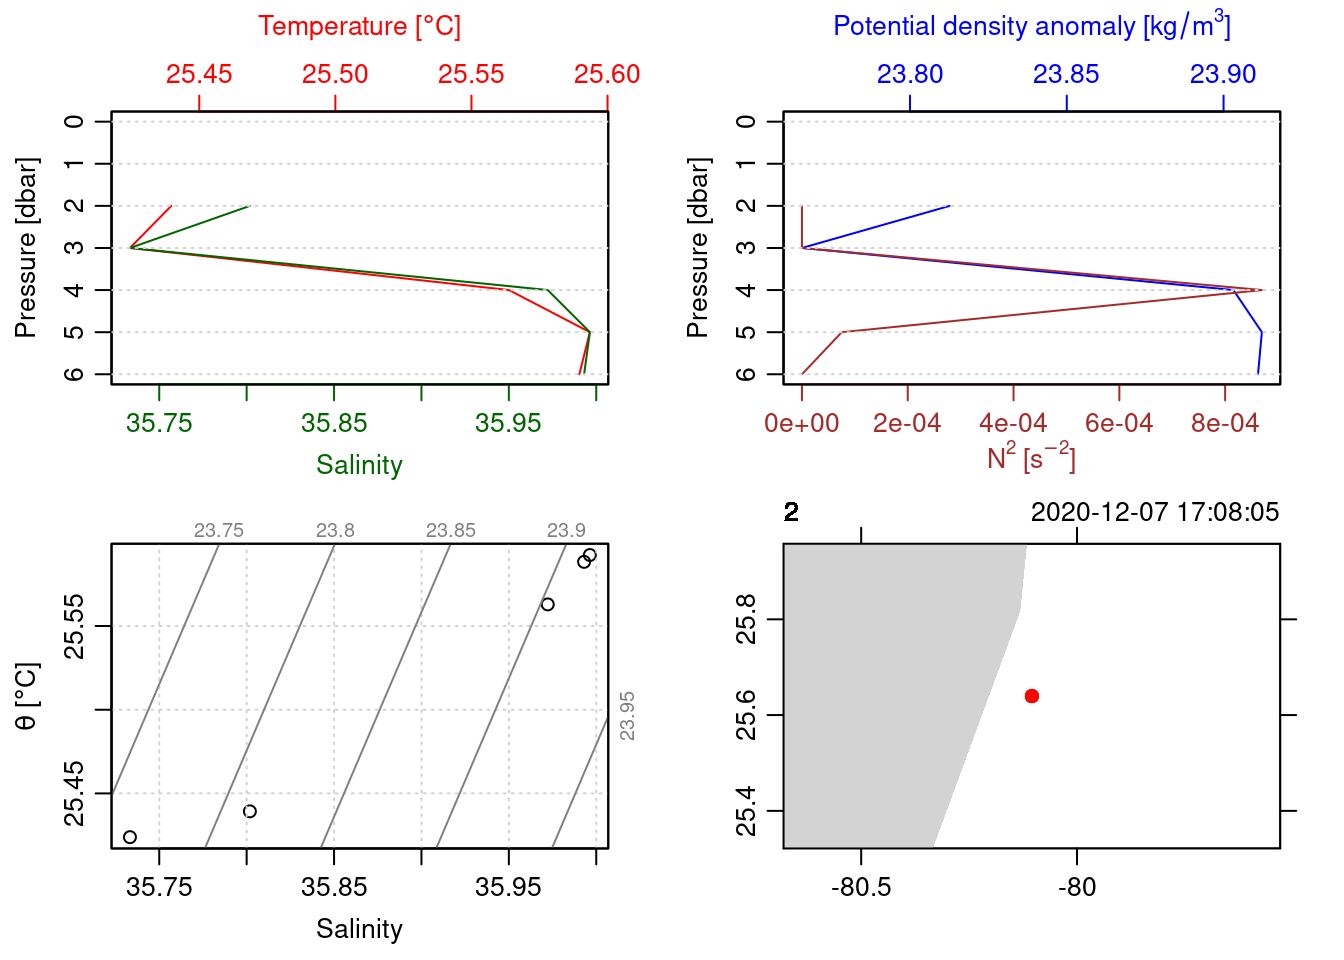 Temperature [°C]
25.45 25.50 25.55 25.60
Pressure [dbar]
0
1
2
3
4
5
6
35.75 35.85 35.95
Salinity
Potential density anomaly [kg/m³]
23.80 23.85 23.90
Pressure [dbar]
0
1
2
3
4
5
6
0e+00 2e-04 4e-04 6e-04 8e-04
N² [s⁻²]
23.75 23.8 23.85 23.9
23.95
θ [°C]
25.55
25.45
35.75 35.85 35.95
Salinity
2 2020-12-07 17:08:05
25.8
25.6
25.4
-80.5 -80